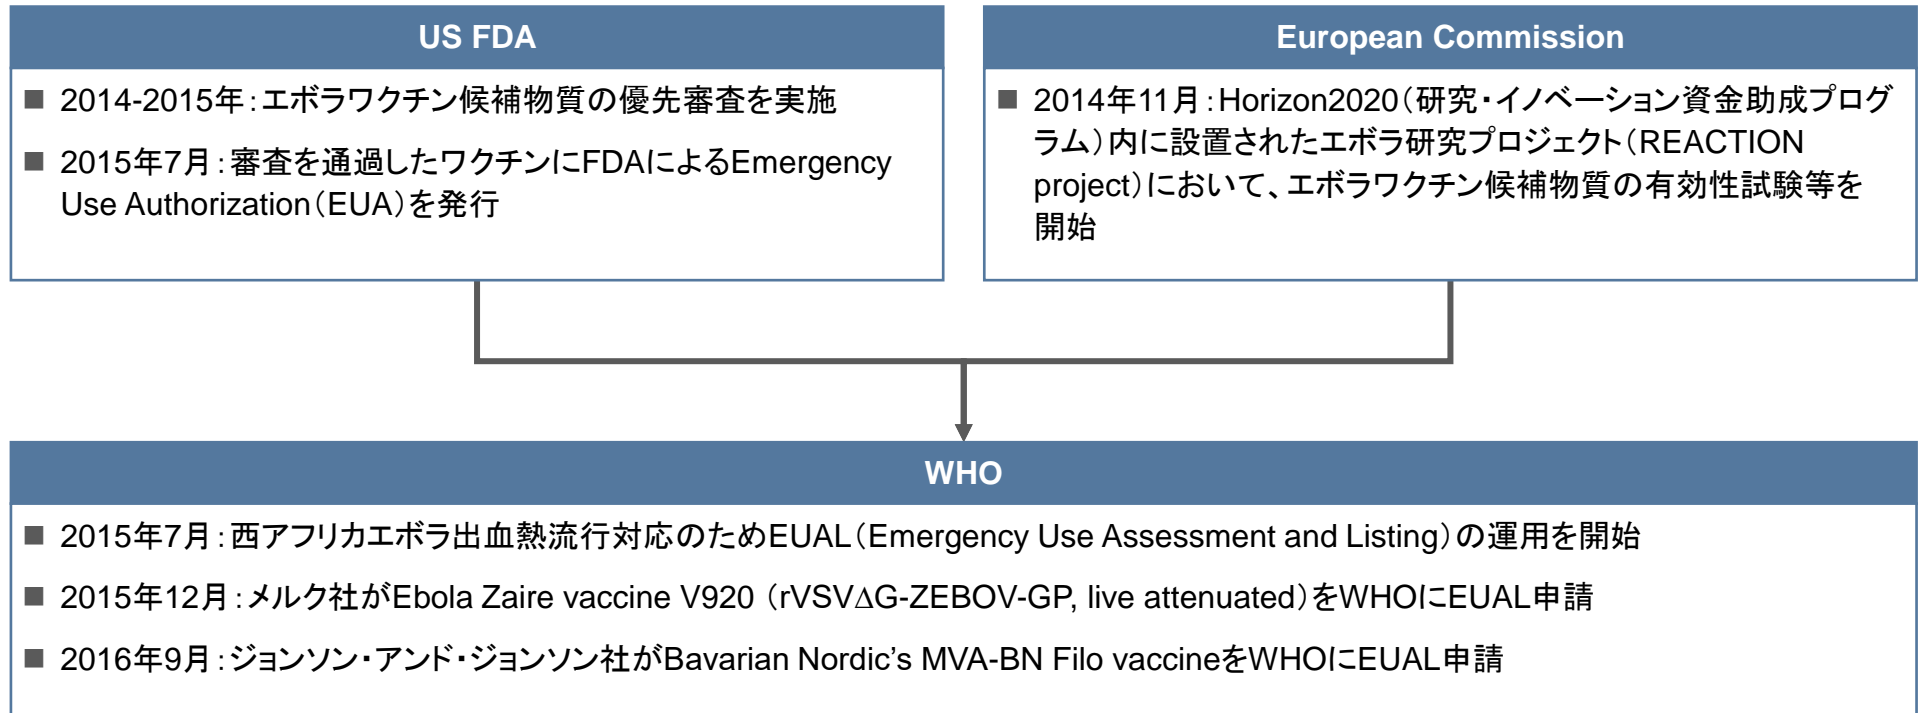 US FDA
■ 2014-2015年：エボラワクチン候補物質の優先審査を実施
■ 2015年7月：審査を通過したワクチンにFDAによるEmergency
Use Authorization（EUA）を発行
European Commission
■ 2014年11月：Horizon2020（研究・イノベーション資金助成プログ
ラム）内に設置されたエボラ研究プロジェクト（REACTION
project）において、エボラワクチン候補物質の有効性試験等を
開始
WHO
■ 2015年7月：西アフリカエボラ出血熱流行対応のためEUAL（Emergency Use Assessment and Listing）の運用を開始
■ 2015年12月：メルク社がEbola Zaire vaccine V920 （rVSV∆G-ZEBOV-GP, live attenuated）をWHOにEUAL申請
■ 2016年9月：ジョンソン・アンド・ジョンソン社がBavarian Nordic’s MVA-BN Filo vaccineをWHOにEUAL申請